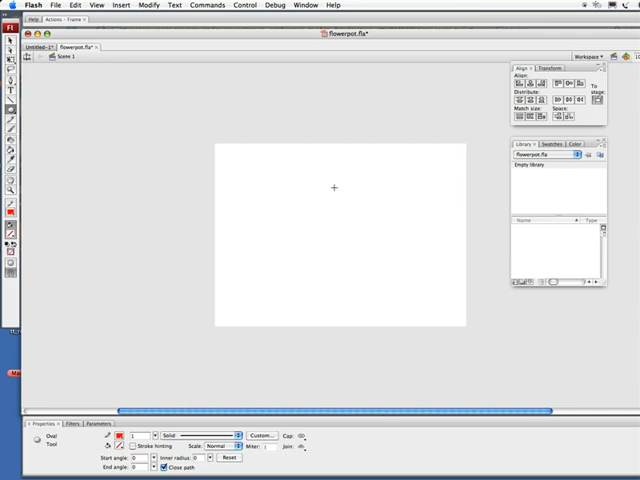 Flash File Edit View Insert Modify Text Commands Control Debug Window Help
Help Actions - Frame
Fl
flowerpot.fla*
Untitled-1* flowerpot.fla*
Scene 1 Workspace
Align Transform
Align:
Distribute:
To stage:
Match size: Space:
Library Swatches Color
flowerpot.fla
Empty library
Name Type
Properties Filters Parameters
Oval Tool
1 Solid Custom... Cap:
Stroke hinting Scale: Normal Miter: Join:
Start angle: 0 Inner radius: 0 Reset
End angle: 0 Close path